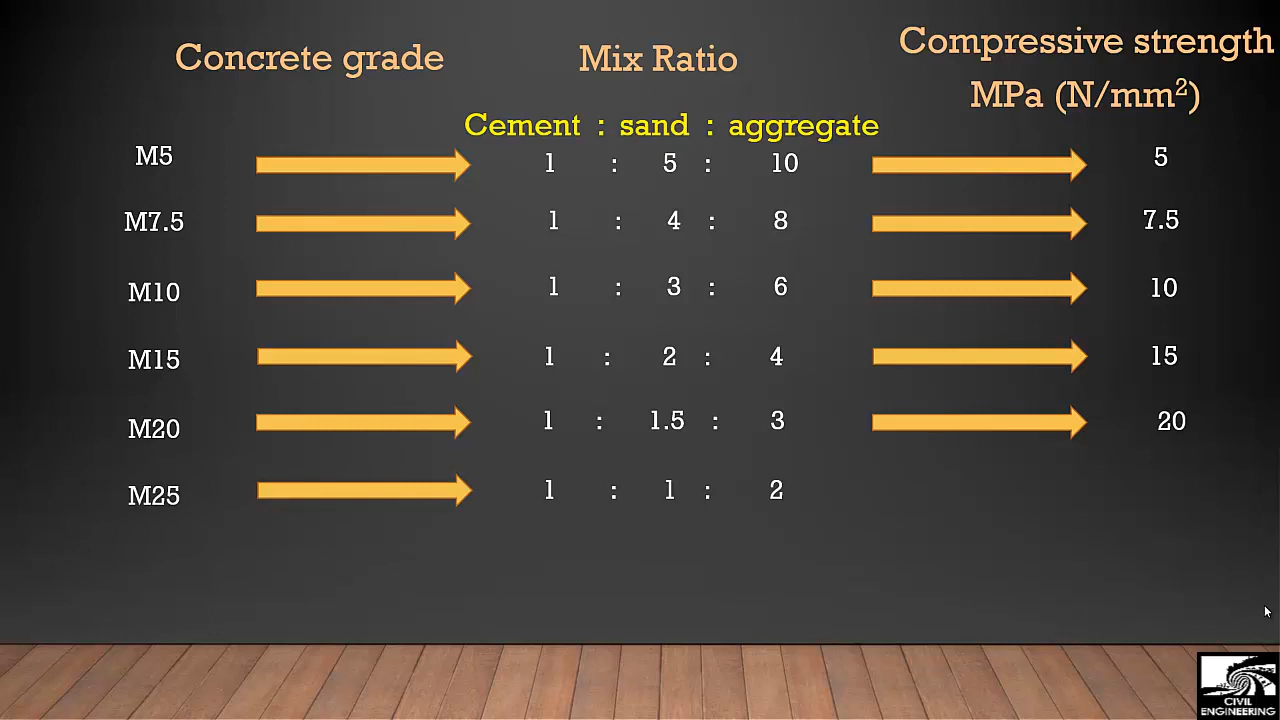 Concrete grade Mix Ratio Compressive strength
MPa (N/mm²)
Cement : sand : aggregate
M5 1 : 5 : 10 5
M7.5 1 : 4 : 8 7.5
M10 1 : 3 : 6 10
M15 1 : 2 : 4 15
M20 1 : 1.5 : 3 20
M25 1 : 1 : 2
CIVIL
ENGINEERING